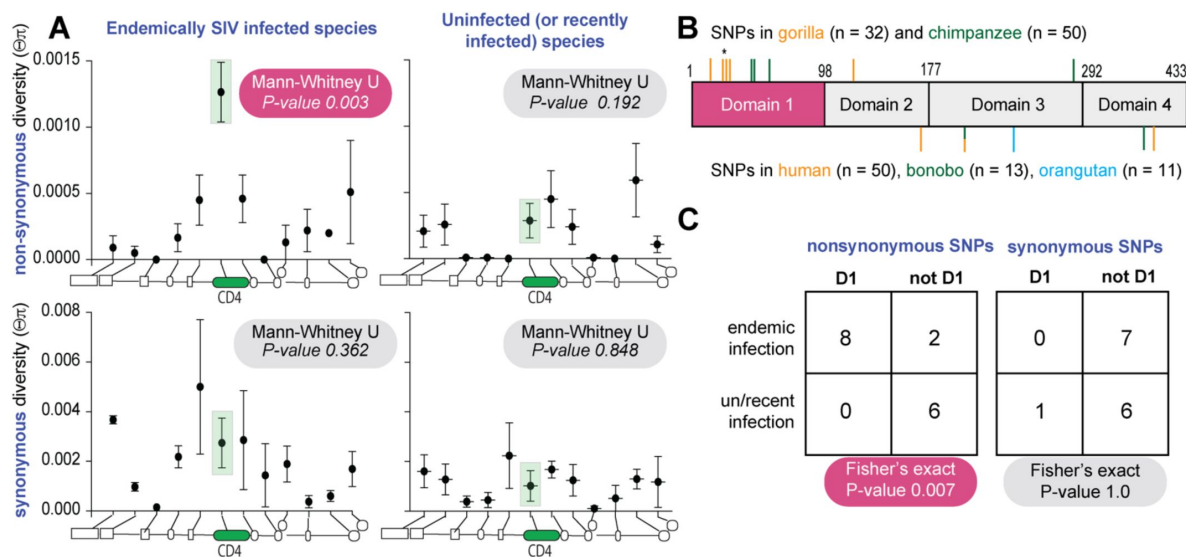 A
Endemically SIV infected species
Uninfected (or recently
infected) species
non-synonymous diversity (Θπ)
0.0015
0.0010
0.0005
0.0000
Mann-Whitney U
P-value 0.003
CD4
Mann-Whitney U
P-value 0.192
CD4
synonymous diversity (Θπ)
0.008
0.006
0.004
0.002
0.000
Mann-Whitney U
P-value 0.362
CD4
Mann-Whitney U
P-value 0.848
CD4
B
SNPs in gorilla (n = 32) and chimpanzee (n = 50)
*
1 98 177 292 433
Domain 1 Domain 2 Domain 3 Domain 4
SNPs in human (n = 50), bonobo (n = 13), orangutan (n = 11)
C
nonsynonymous SNPs synonymous SNPs
D1 not D1 D1 not D1
endemic
infection
8 2 0 7
un/recent
infection
0 6 1 6
Fisher's exact
P-value 0.007
Fisher's exact
P-value 1.0